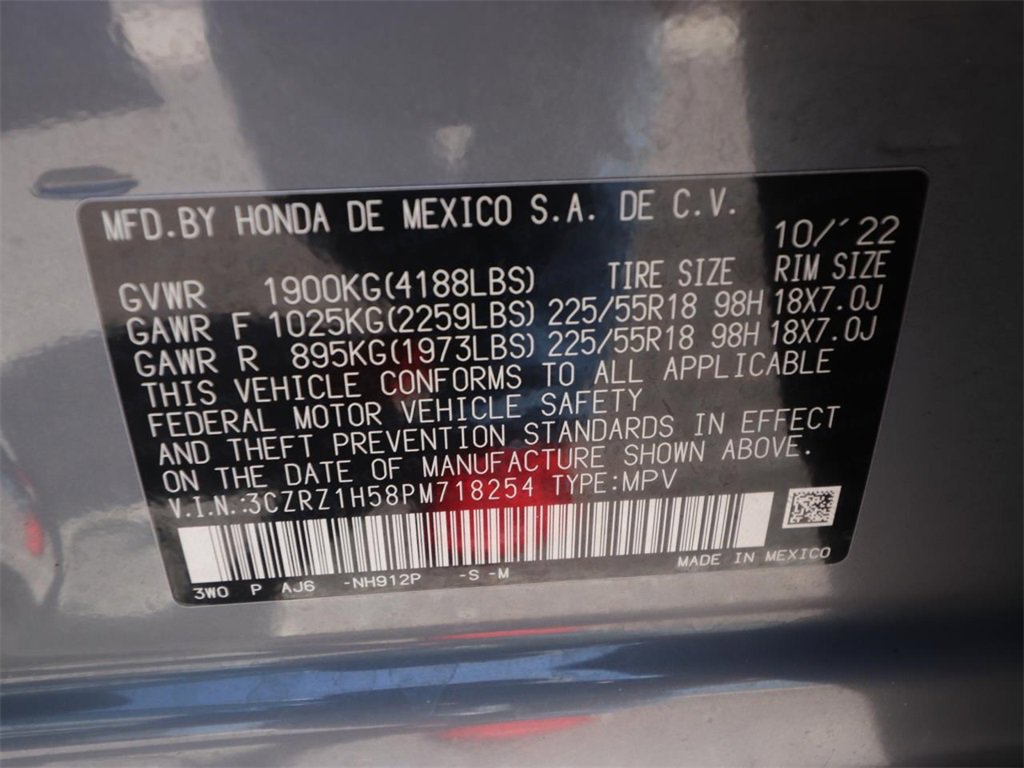 MFD.BY HONDA DE MEXICO S.A. DE C.V.
10/'22
GVWR 1900KG(4188LBS) TIRE SIZE RIM SIZE
GAWR F 1025KG(2259LBS) 225/55R18 98H 18X7.0J
GAWR R 895KG(1973LBS) 225/55R18 98H 18X7.0J
THIS VEHICLE CONFORMS TO ALL APPLICABLE
FEDERAL MOTOR VEHICLE SAFETY
AND THEFT PREVENTION STANDARDS IN EFFECT
ON THE DATE OF MANUFACTURE SHOWN ABOVE.
V.I.N.:3CZRZ1H58PM718254 TYPE:MPV
MADE IN MEXICO
3W0 P AJ6 -NH912P -S -M